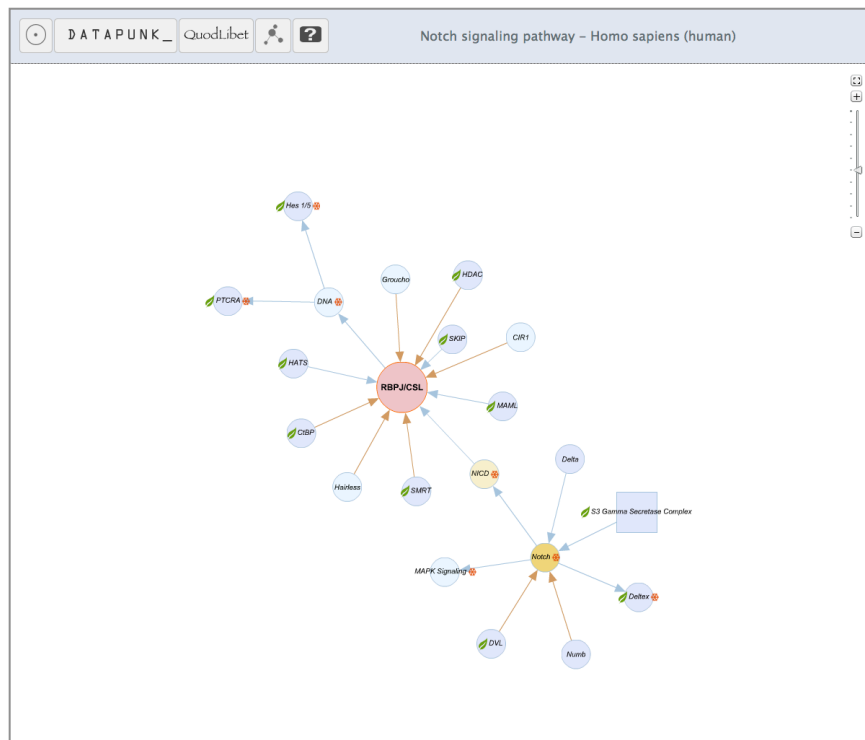 DATAPUNK_ QuodLibet ? Notch signaling pathway – Homo sapiens (human)
Hes 1/5
Groucho
HDAC
PTCRA
DNA
SKIP
CIR1
HATS
RBPJ/CSL
MAML
CtBP
Delta
NICD
Hairless
SMRT
S3 Gamma Secretase Complex
Notch
MAPK Signaling
Deltex
DVL
Numb